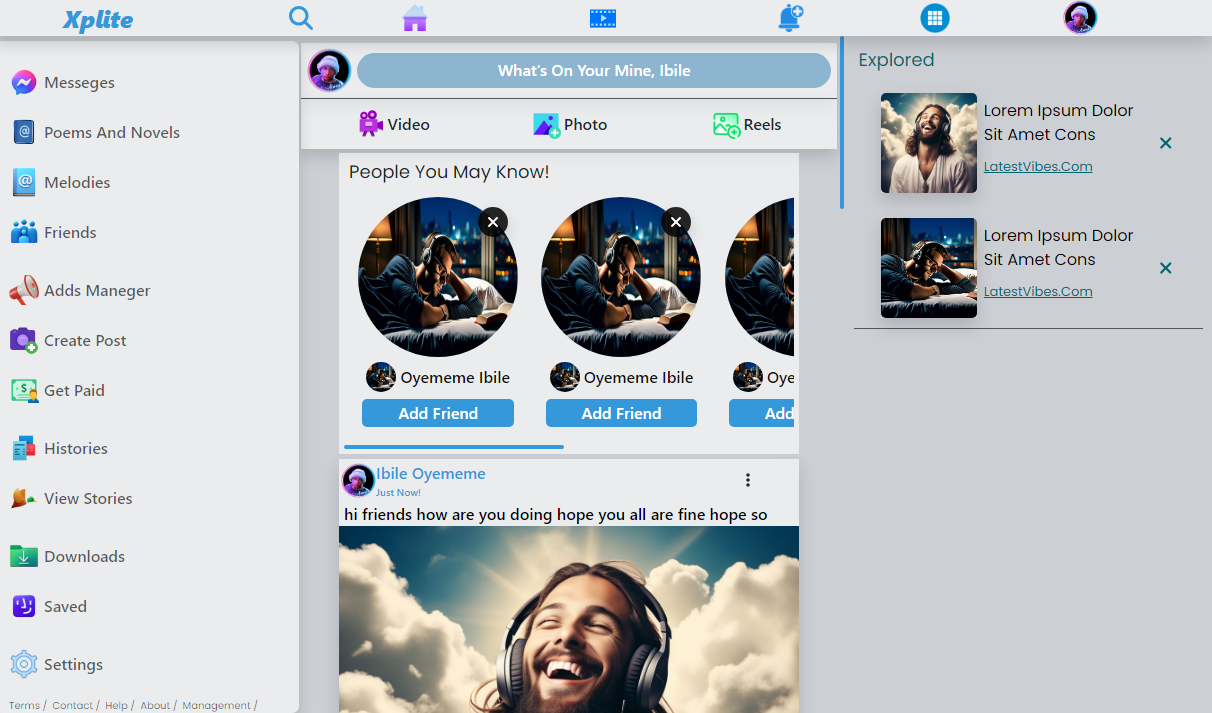 Xplite
Messeges
Poems And Novels
Melodies
Friends
Adds Maneger
Create Post
Get Paid
Histories
View Stories
Downloads
Saved
Settings
Terms / Contact / Help / About / Management /
What's On Your Mine, Ibile
Video Photo Reels
People You May Know!
Oyememe Ibile Oyememe Ibile Oye
Add Friend Add Friend Add
Ibile Oyememe
Just Now!
hi friends how are you doing hope you all are fine hope so
Explored
Lorem Ipsum Dolor
Sit Amet Cons
LatestVibes.Com
Lorem Ipsum Dolor
Sit Amet Cons
LatestVibes.Com